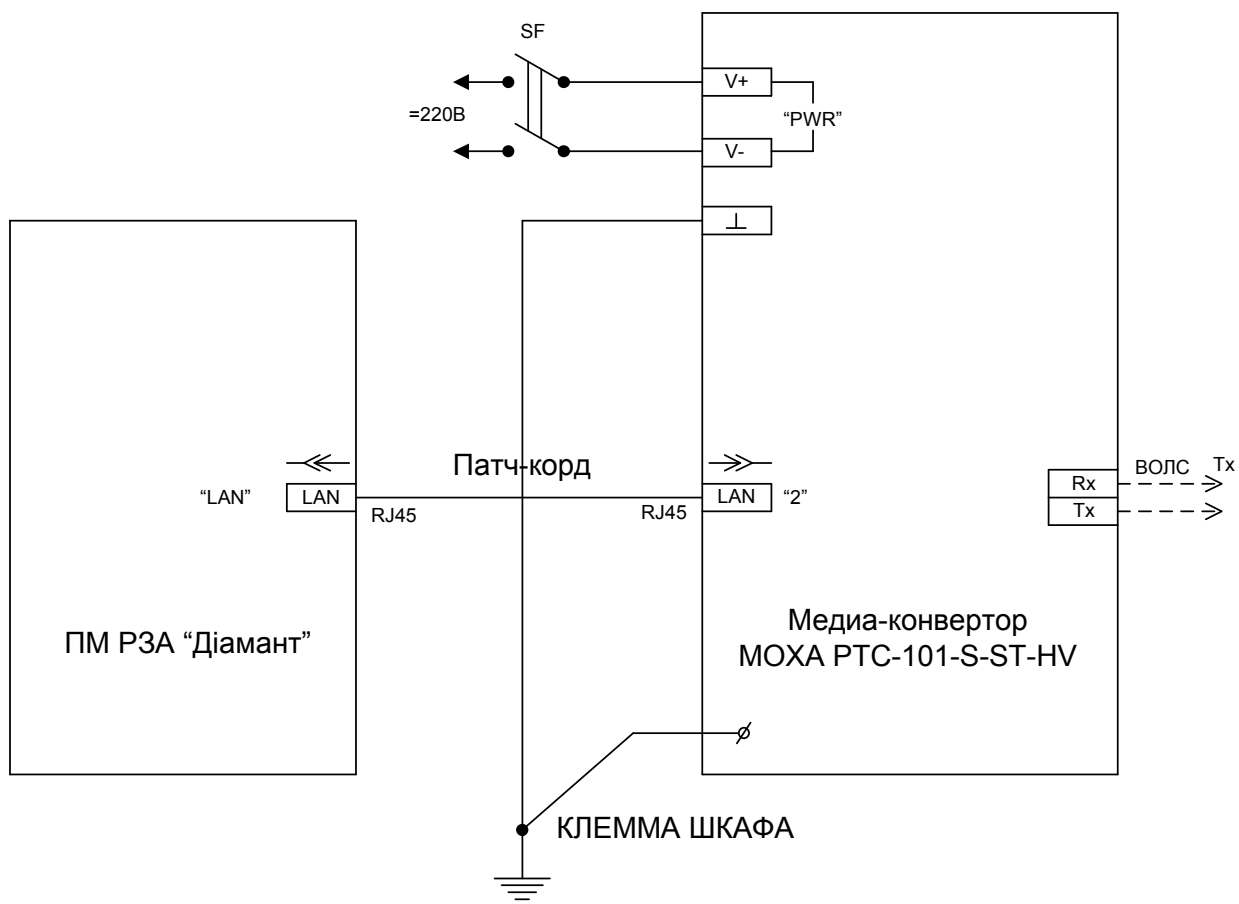 SF
V+
=220В
“PWR”
V-
⊥
Патч-корд
ВОЛС Tx
“LAN” LAN
LAN “2”
Rx
Tx
RJ45
RJ45
ПМ РЗА “Діамант”
Медиа-конвертор
МОХА PTC-101-S-ST-HV
КЛЕММА ШКАФА